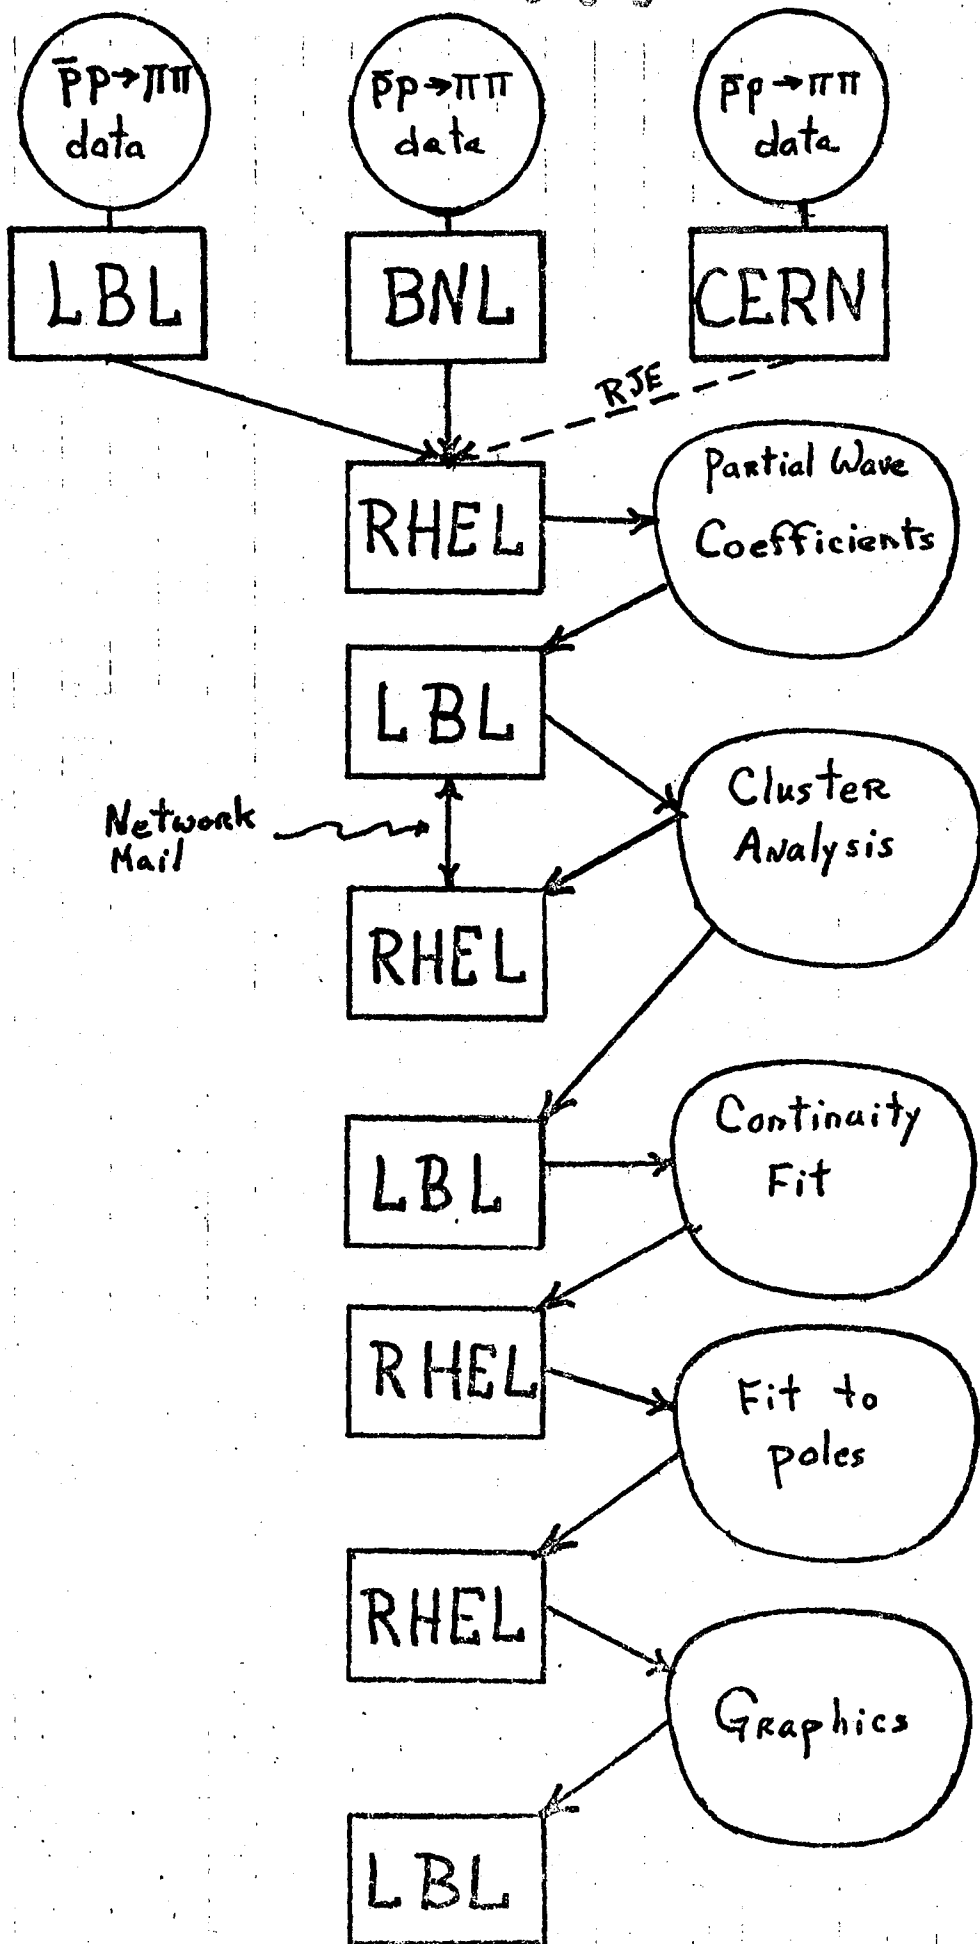 p̄p→ππ
data
p̄p→ππ
data
p̄p→ππ
data
LBL
BNL
CERN
RJE
RHEL
Partial Wave
Coefficients
LBL
Cluster
Analysis
Network
Mail
RHEL
LBL
Continuity
Fit
RHEL
Fit to
poles
RHEL
Graphics
LBL